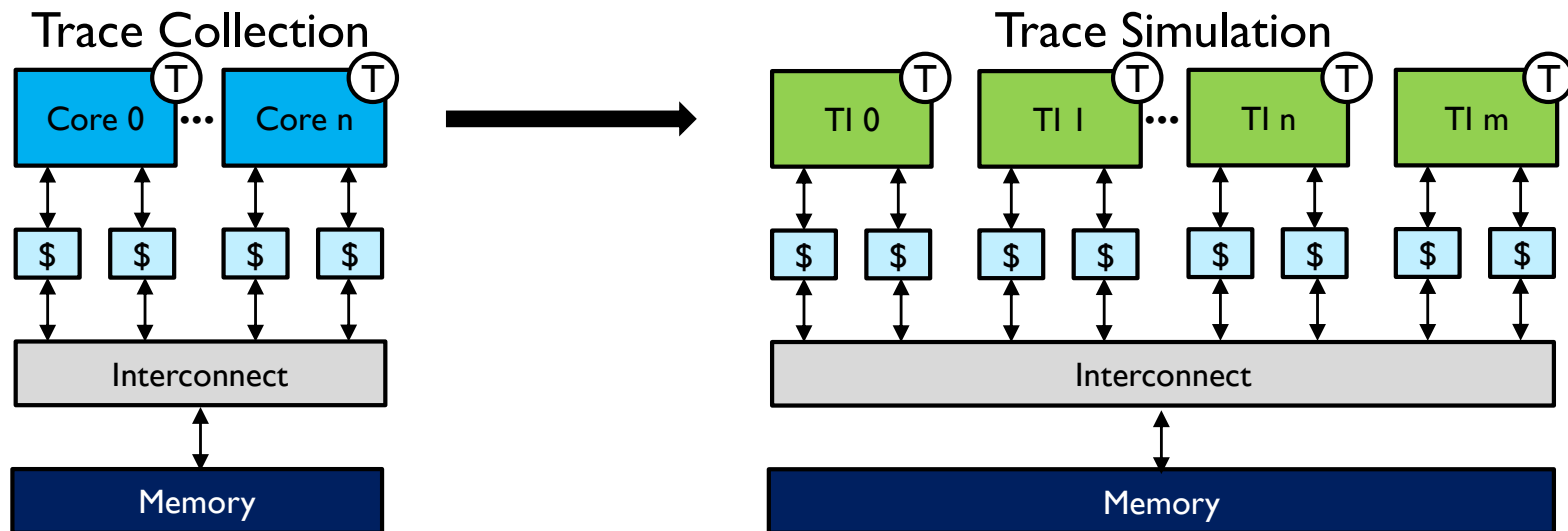 Trace Collection
Trace Simulation
T
T
T
T
T
T
Core 0
...
Core n
TI 0
TI 1
...
TI n
TI m
$
$
$
$
$
$
$
$
$
$
$
$
Interconnect
Interconnect
Memory
Memory